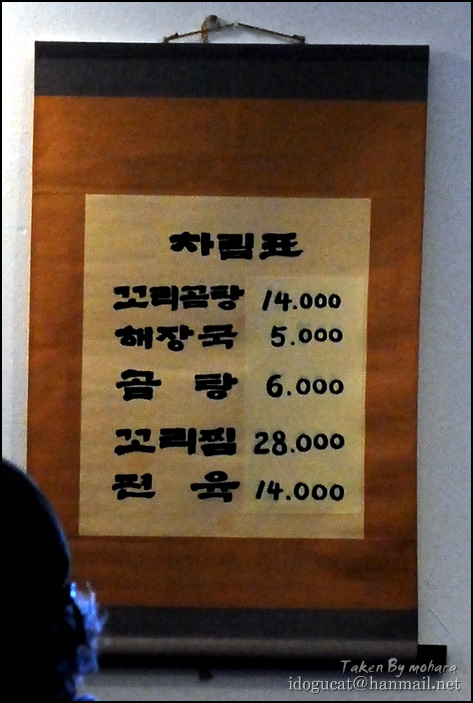 차림표
꼬리곰탕 14.000
해장국 5.000
곰탕 6.000
꼬리찜 28.000
전육 14.000
Taken By mohara
idogucat@hanmail.net